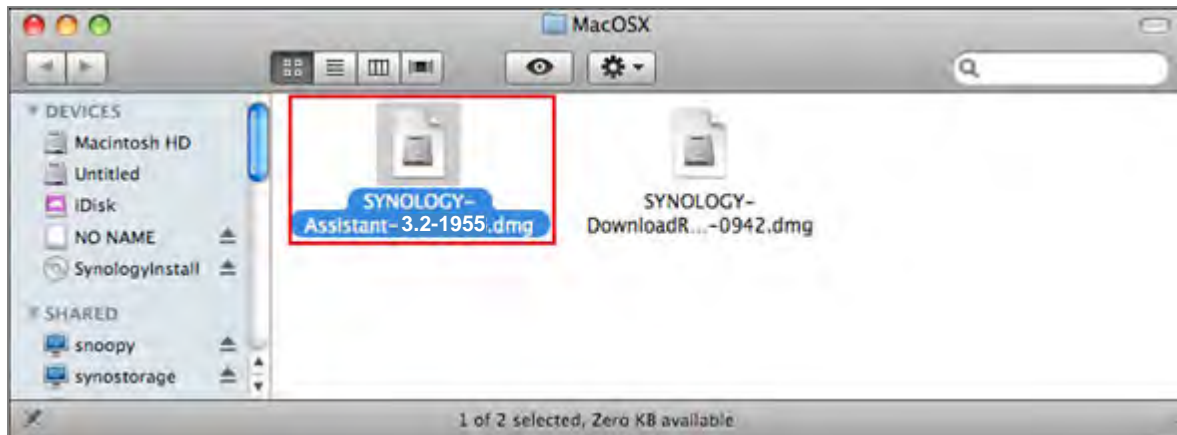 MacOSX
DEVICES
Macintosh HD
Untitled
iDisk
NO NAME
SynologyInstall
SHARED
snoopy
synostorage
SYNOLOGY-
Assistant-3.2-1955.dmg
SYNOLOGY-
DownloadR...-0942.dmg
1 of 2 selected, Zero KB available